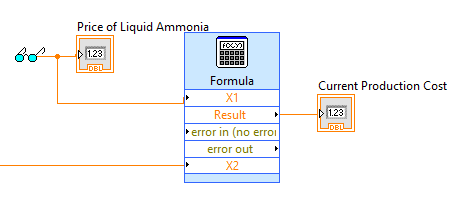 Price of Liquid Ammonia
1.23
DBL
f(x,y)
Formula
X1
Result
error in (no error
error out
X2
Current Production Cost
1.23
DBL